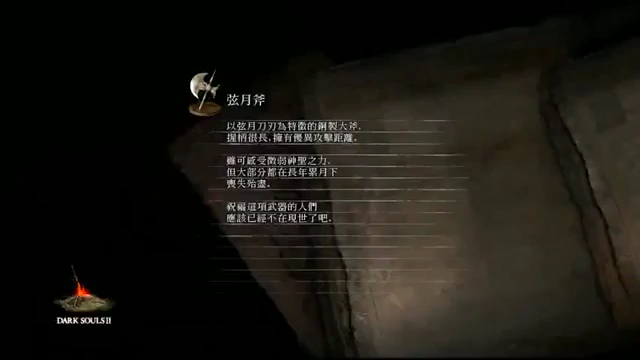 弦月斧
以弦月刀刃為特徵的銅製大斧，
握柄很長，擁有優異攻擊距離。
雖可感受微弱神聖之力，
但大部分都在長年累月下
喪失殆盡。
祝福這項武器的人們
應該已經不在現世了吧。
DARK SOULS II